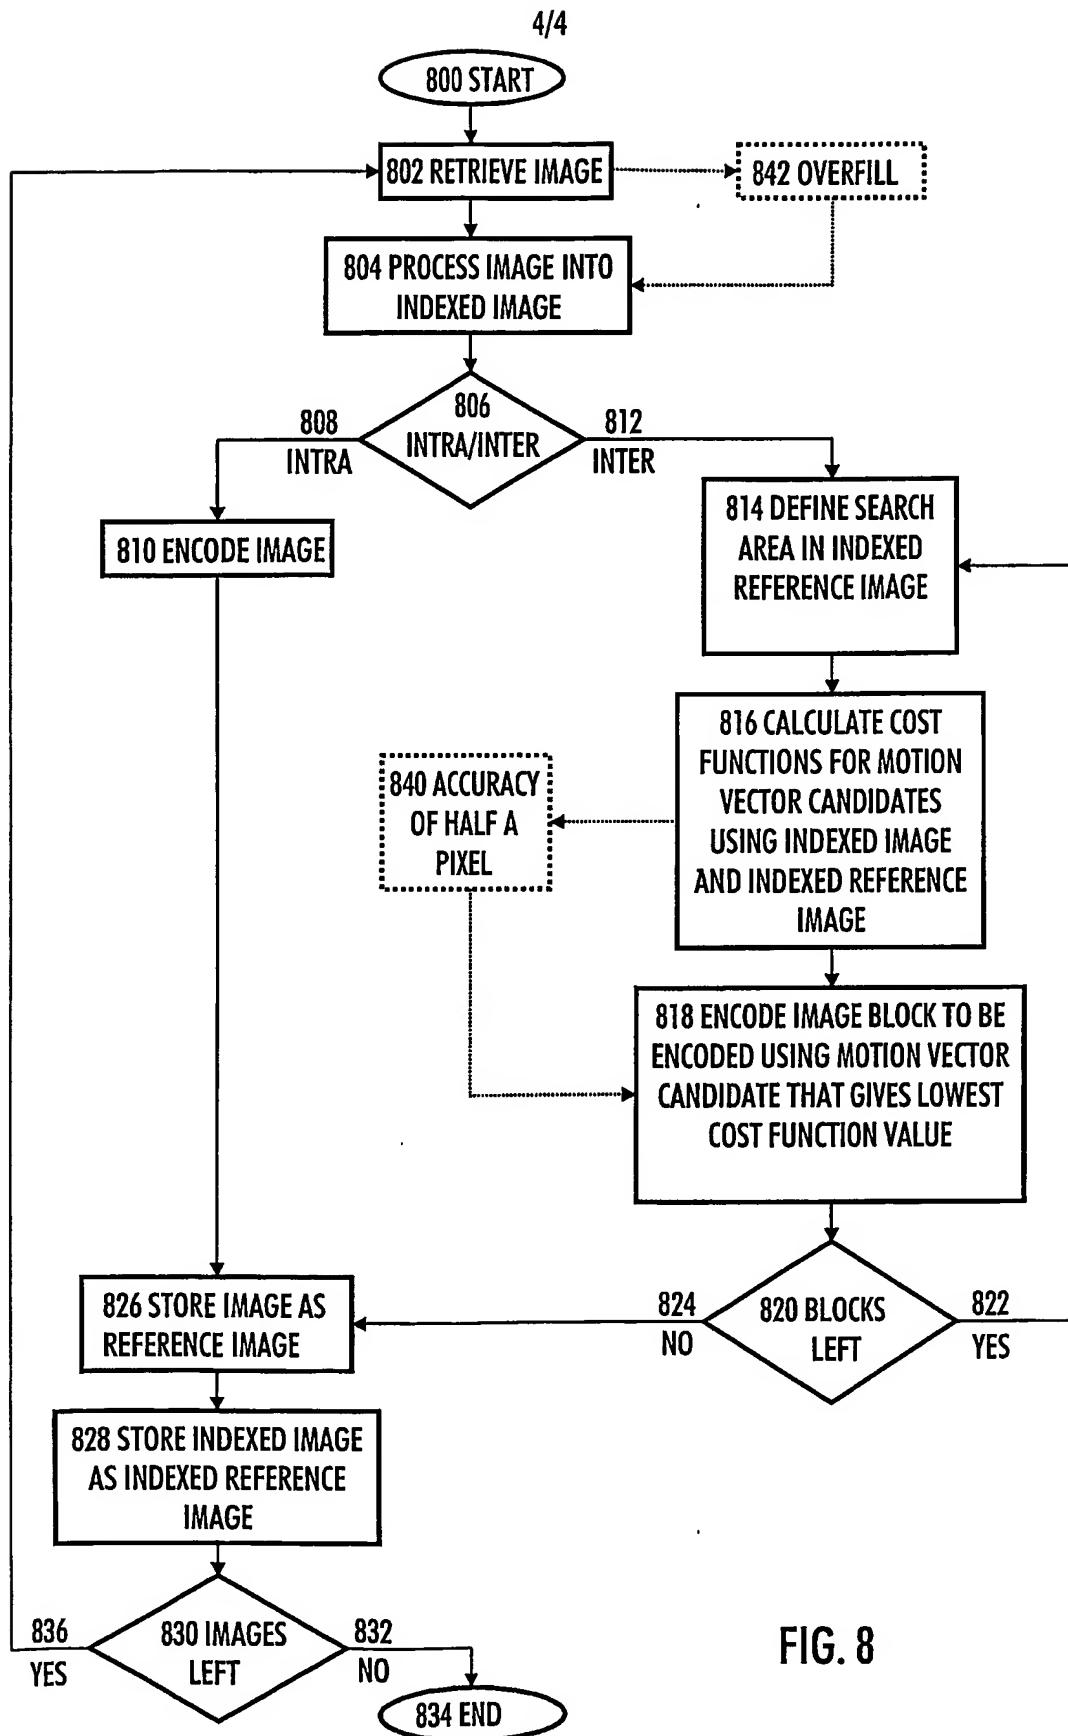 4/4
800 START
802 RETRIEVE IMAGE
842 OVERFILL
804 PROCESS IMAGE INTO
INDEXED IMAGE
806
INTRA/INTER
808
INTRA
812
INTER
810 ENCODE IMAGE
814 DEFINE SEARCH
AREA IN INDEXED
REFERENCE IMAGE
816 CALCULATE COST
FUNCTIONS FOR MOTION
VECTOR CANDIDATES
USING INDEXED IMAGE
AND INDEXED REFERENCE
IMAGE
840 ACCURACY
OF HALF A
PIXEL
818 ENCODE IMAGE BLOCK TO BE
ENCODED USING MOTION VECTOR
CANDIDATE THAT GIVES LOWEST
COST FUNCTION VALUE
820 BLOCKS
LEFT
824
NO
822
YES
826 STORE IMAGE AS
REFERENCE IMAGE
828 STORE INDEXED IMAGE
AS INDEXED REFERENCE
IMAGE
830 IMAGES
LEFT
836
YES
832
NO
834 END
FIG. 8